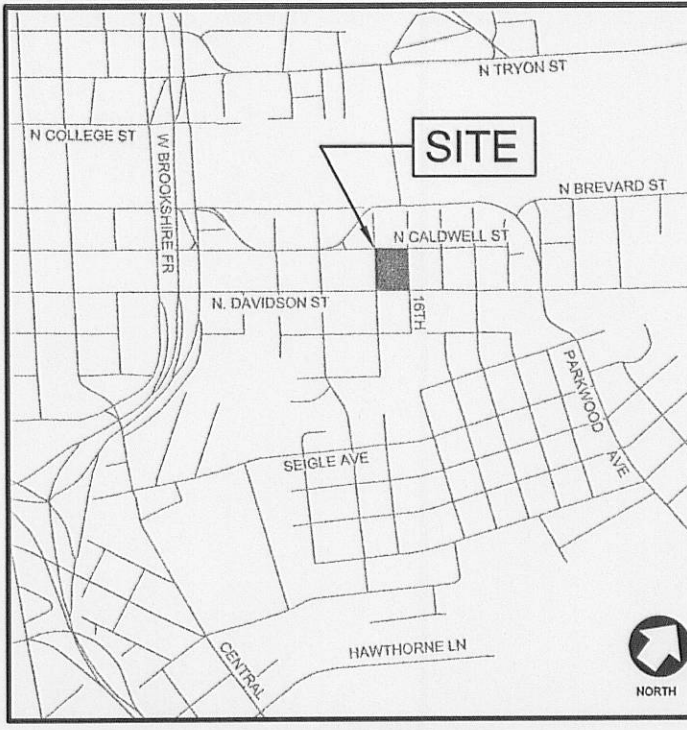 N TRYON ST
N COLLEGE ST
W BROOKSHIRE FR
SITE
N BREVARD ST
N CALDWELL ST
N. DAVIDSON ST
16TH
PARKWOOD AVE
SEIGLE AVE
CENTRAL
HAWTHORNE LN
NORTH